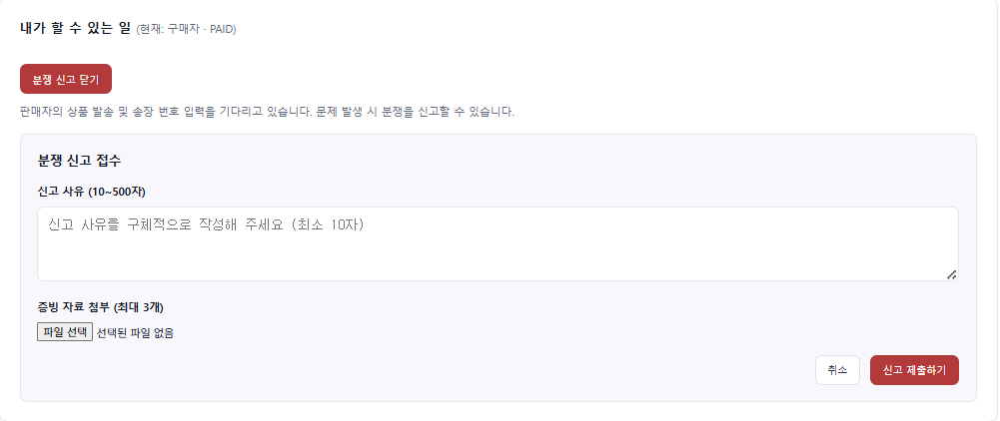 내가 할 수 있는 일 (현재: 구매자 · PAID)
분쟁 신고 닫기
판매자의 상품 발송 및 송장 번호 입력을 기다리고 있습니다. 문제 발생 시 분쟁을 신고할 수 있습니다.
분쟁 신고 접수
신고 사유 (10~500자)
신고 사유를 구체적으로 작성해 주세요 (최소 10자)
증빙 자료 첨부 (최대 3개)
파일 선택 선택된 파일 없음
취소 신고 제출하기